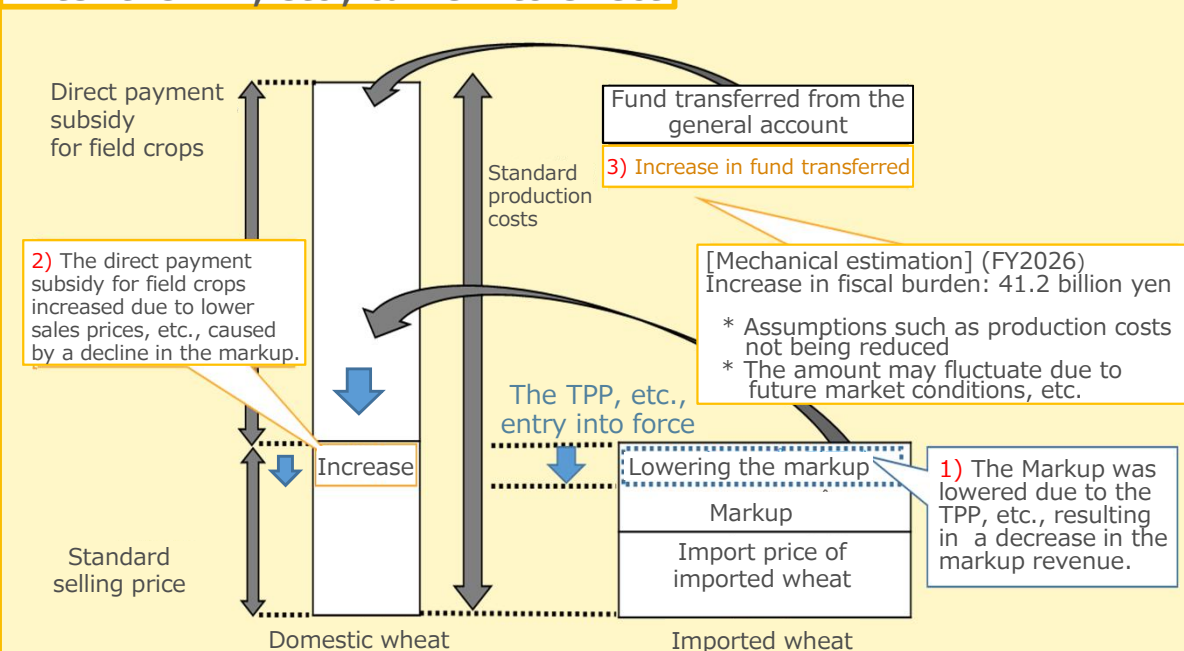 Direct payment
subsidy
for field crops
Fund transferred from the
general account
3) Increase in fund transferred
Standard
production
costs
2) The direct payment
subsidy for field crops
increased due to lower
sales prices, etc., caused
by a decline in the markup.
[Mechanical estimation] (FY2026)
Increase in fiscal burden: 41.2 billion yen
* Assumptions such as production costs
not being reduced
* The amount may fluctuate due to
future market conditions, etc.
The TPP, etc.,
entry into force
Increase
Lowering the markup
1) The Markup was
lowered due to the
TPP, etc., resulting
in a decrease in the
markup revenue.
Markup
Standard
selling price
Import price of
imported wheat
Domestic wheat
Imported wheat